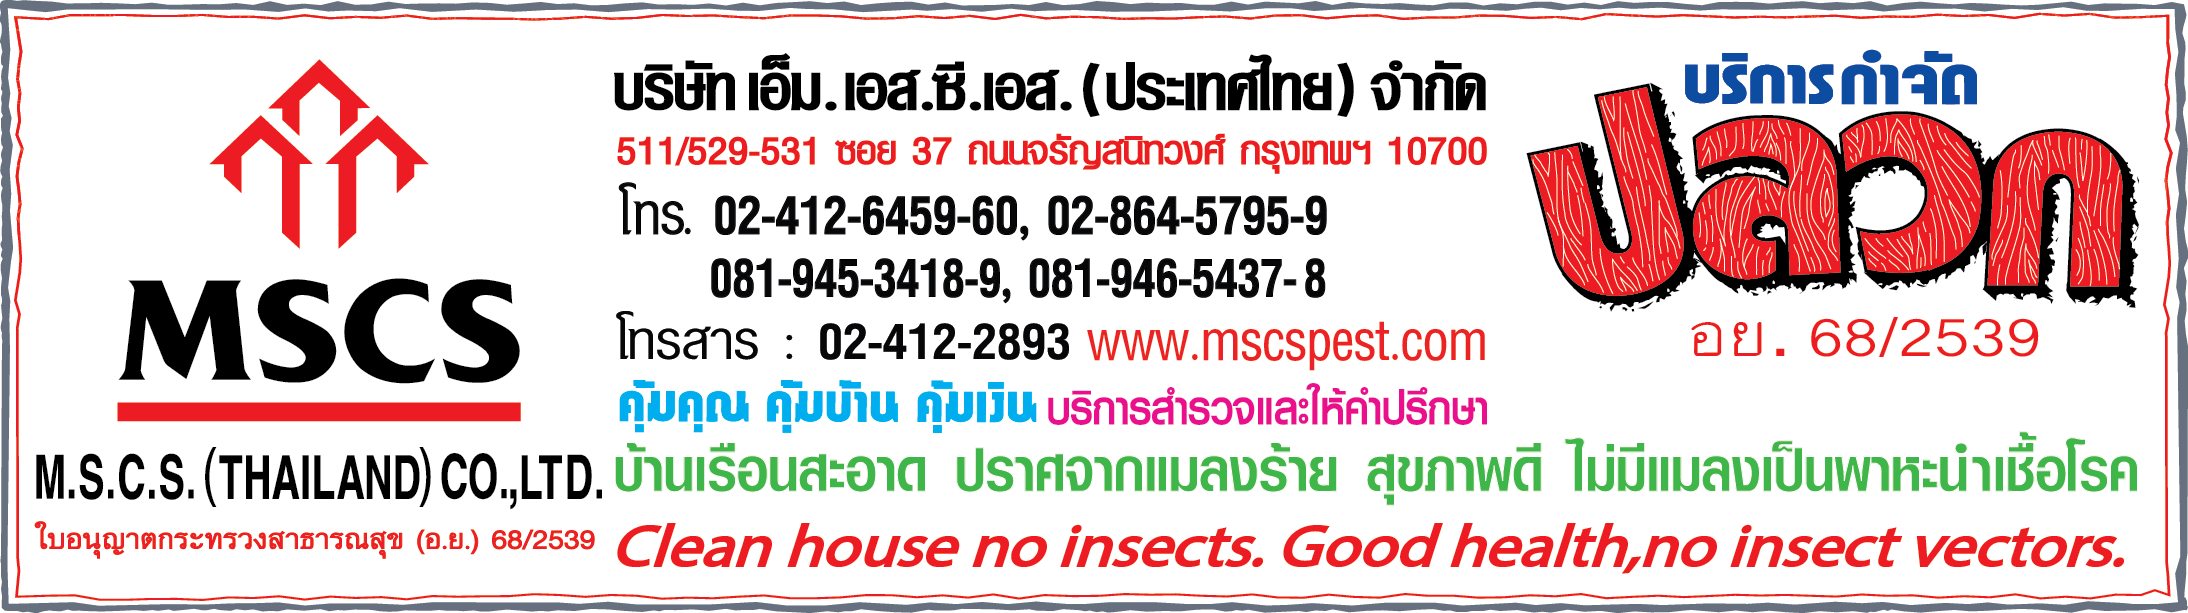 MSCS
M.S.C.S. (THAILAND) CO.,LTD.
ใบอนุญาตกระทรวงสาธารณสุข (อ.ย.) 68/2539
บริษัท เอ็ม.เอส.ซี.เอส. (ประเทศไทย) จำกัด
511/529-531 ซอย 37 ถนนจรัญสนิทวงศ์ กรุงเทพฯ 10700
โทร. 02-412-6459-60, 02-864-5795-9
081-945-3418-9, 081-946-5437-8
โทรสาร : 02-412-2893 www.mscspest.com
คุ้มคุณ คุ้มบ้าน คุ้มเงิน บริการสำรวจและให้คำปรึกษา
บริการกำจัด
ปลวก
อย. 68/2539
บ้านเรือนสะอาด ปราศจากแมลงร้าย สุขภาพดี ไม่มีแมลงเป็นพาหะนำเชื้อโรค
Clean house no insects. Good health,no insect vectors.